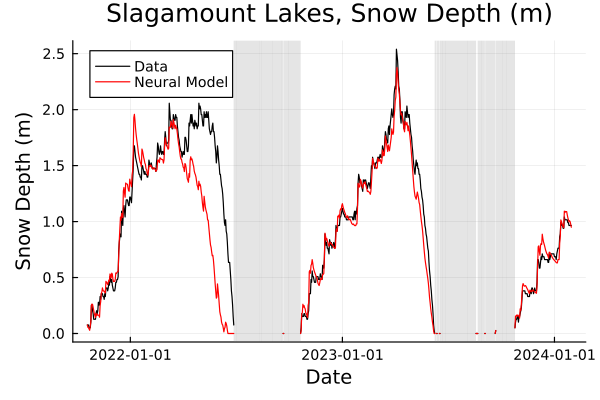 Slagamount Lakes, Snow Depth (m)
Data
Neural Model
Snow Depth (m)
2.5
2.0
1.5
1.0
0.5
0.0
2022-01-01
2023-01-01
2024-01-01
Date